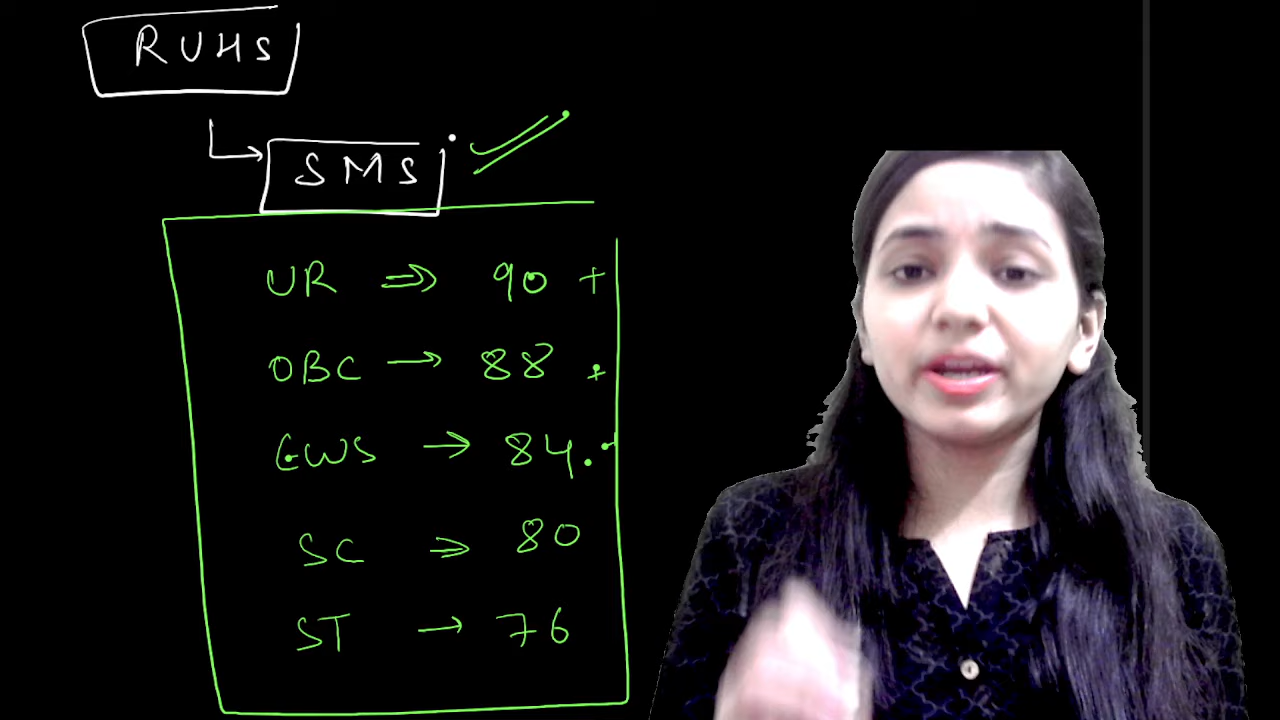 RUHS
SMS
UR ⇒ 90 +
OBC → 88 +
EWS → 84.+
SC ⇒ 80
ST → 76